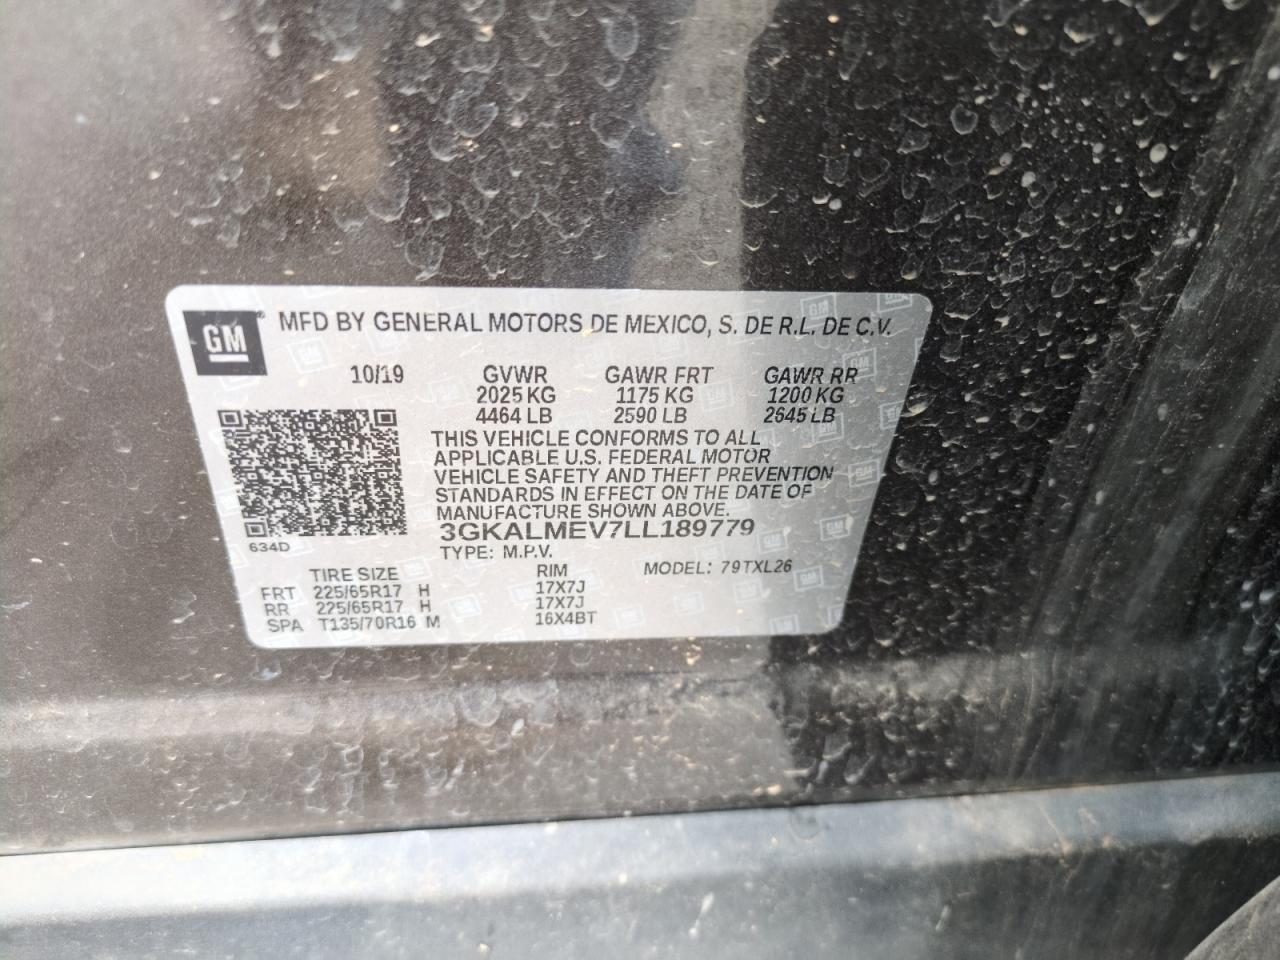 GM MFD BY GENERAL MOTORS DE MEXICO, S. DE R.L. DE C.V.
10/19 GVWR GAWR FRT GAWR RR
2025 KG 1175 KG 1200 KG
4464 LB 2590 LB 2645 LB
THIS VEHICLE CONFORMS TO ALL
APPLICABLE U.S. FEDERAL MOTOR
VEHICLE SAFETY AND THEFT PREVENTION
STANDARDS IN EFFECT ON THE DATE OF
MANUFACTURE SHOWN ABOVE.
3GKALMEV7LL189779
634D
TYPE: M.P.V. MODEL: 79TXL26
TIRE SIZE RIM
FRT 225/65R17 H 17X7J
RR 225/65R17 H 17X7J
SPA T135/70R16 M 16X4BT